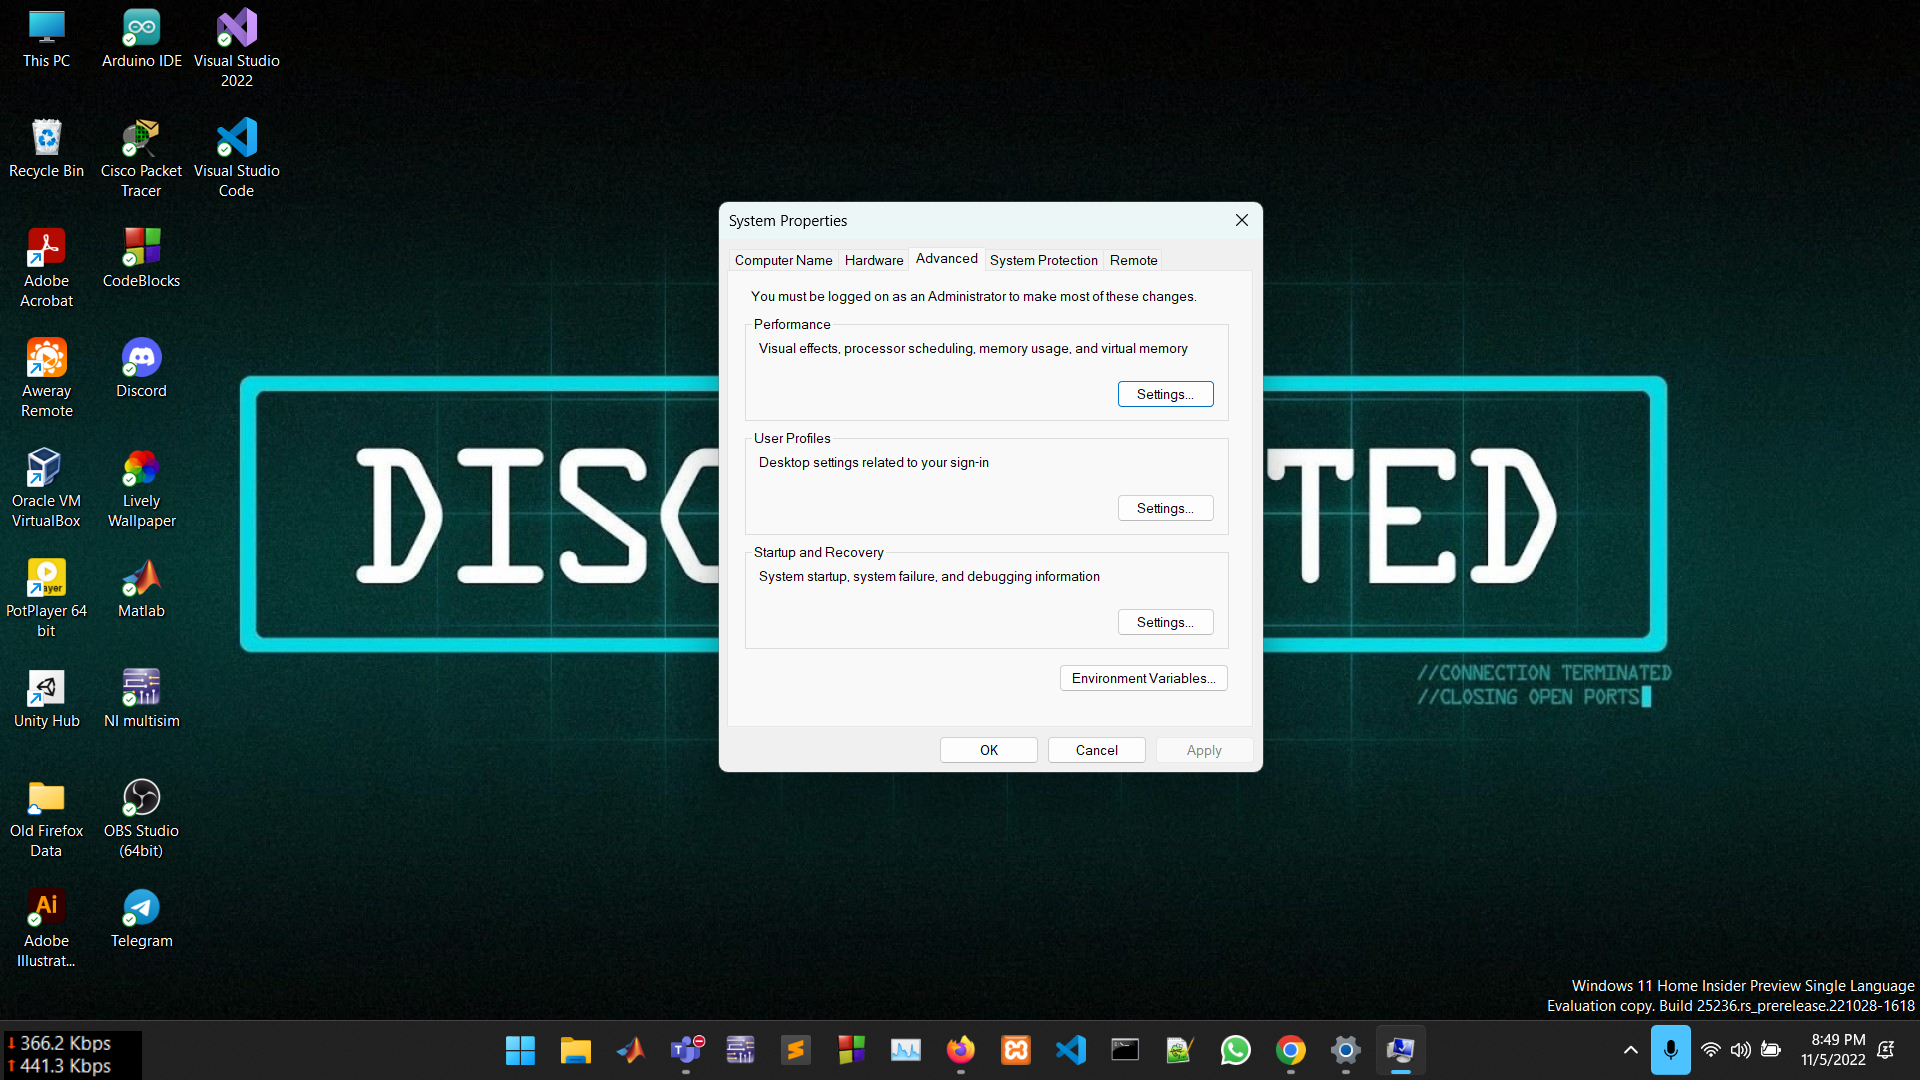 This PC
Arduino IDE
Visual Studio
2022
Recycle Bin
Cisco Packet
Tracer
Visual Studio
Code
Adobe
Acrobat
CodeBlocks
Aweray
Remote
Discord
Oracle VM
VirtualBox
Lively
Wallpaper
PotPlayer 64
bit
Matlab
Unity Hub
NI multisim
Old Firefox
Data
OBS Studio
(64bit)
Adobe
Illustrat...
Telegram
System Properties
Computer Name
Hardware
Advanced
System Protection
Remote
You must be logged on as an Administrator to make most of these changes.
Performance
Visual effects, processor scheduling, memory usage, and virtual memory
Settings...
User Profiles
Desktop settings related to your sign-in
Settings...
Startup and Recovery
System startup, system failure, and debugging information
Settings...
Environment Variables...
OK
Cancel
Apply
DISC
TED
//CONNECTION TERMINATED
//CLOSING OPEN PORTS
Windows 11 Home Insider Preview Single Language
Evaluation copy. Build 25236.rs_prerelease.221028-1618
366.2 Kbps
441.3 Kbps
8:49 PM
11/5/2022